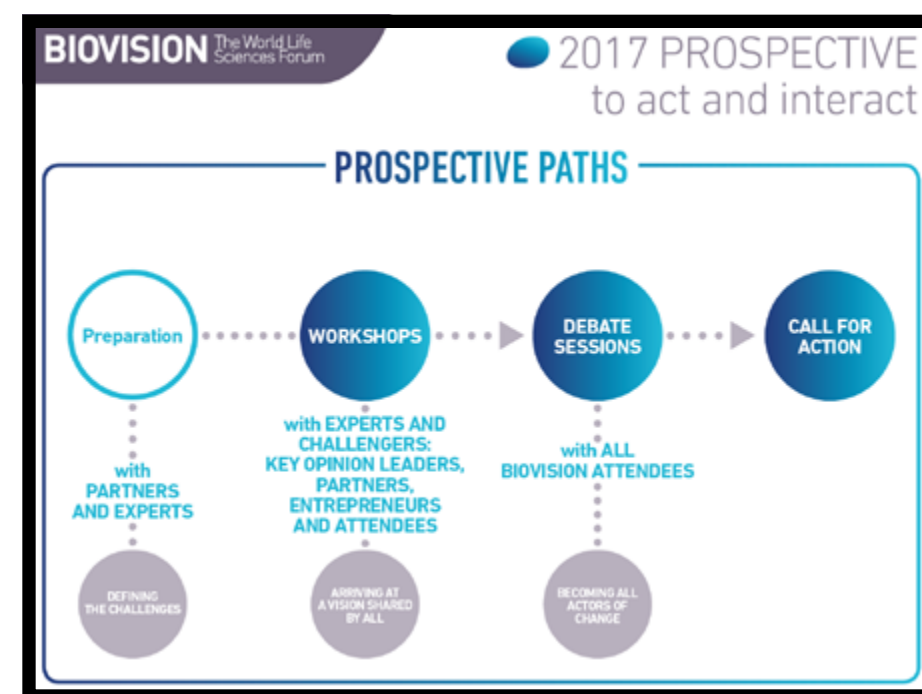 BIOVISION The World Life
Sciences Forum
2017 PROSPECTIVE
to act and interact
PROSPECTIVE PATHS
Preparation
WORKSHOPS
DEBATE
SESSIONS
CALL FOR
ACTION
with
PARTNERS
AND EXPERTS
with EXPERTS AND
CHALLENGERS:
KEY OPINION LEADERS,
PARTNERS,
ENTREPRENEURS
AND ATTENDEES
with ALL
BIOVISION ATTENDEES
DEFINING
THE CHALLENGES
ARRIVING AT
A VISION SHARED
BY ALL
BECOMING ALL
ACTORS OF
CHANGE